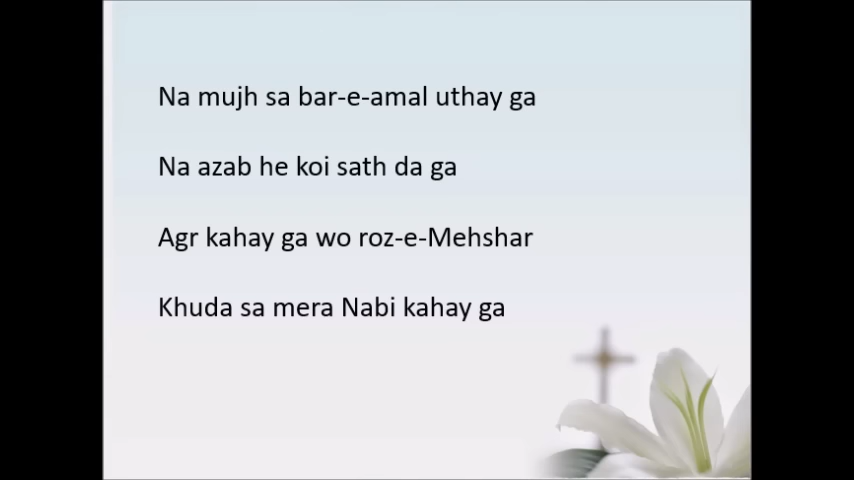 Na mujh sa bar-e-amal uthay ga
Na azab he koi sath da ga
Agr kahay ga wo roz-e-Mehshar
Khuda sa mera Nabi kahay ga